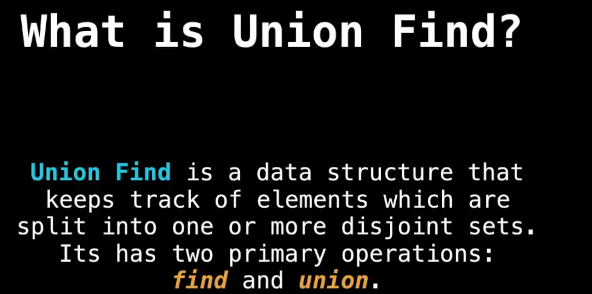 What is Union Find?
Union Find is a data structure that
keeps track of elements which are
split into one or more disjoint sets.
Its has two primary operations:
find and union.